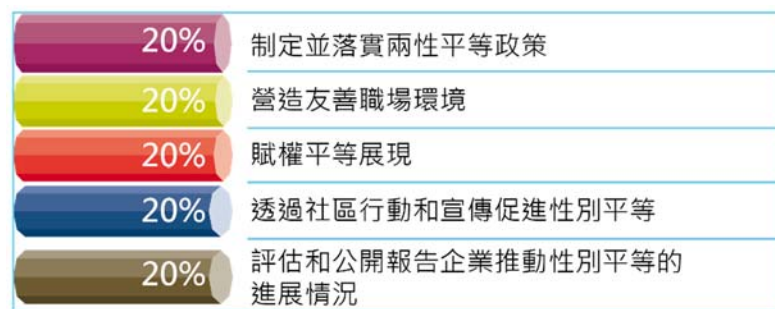 20% 制定並落實兩性平等政策
20% 營造友善職場環境
20% 賦權平等展現
20% 透過社區行動和宣傳促進性別平等
20% 評估和公開報告企業推動性別平等的
進展情況